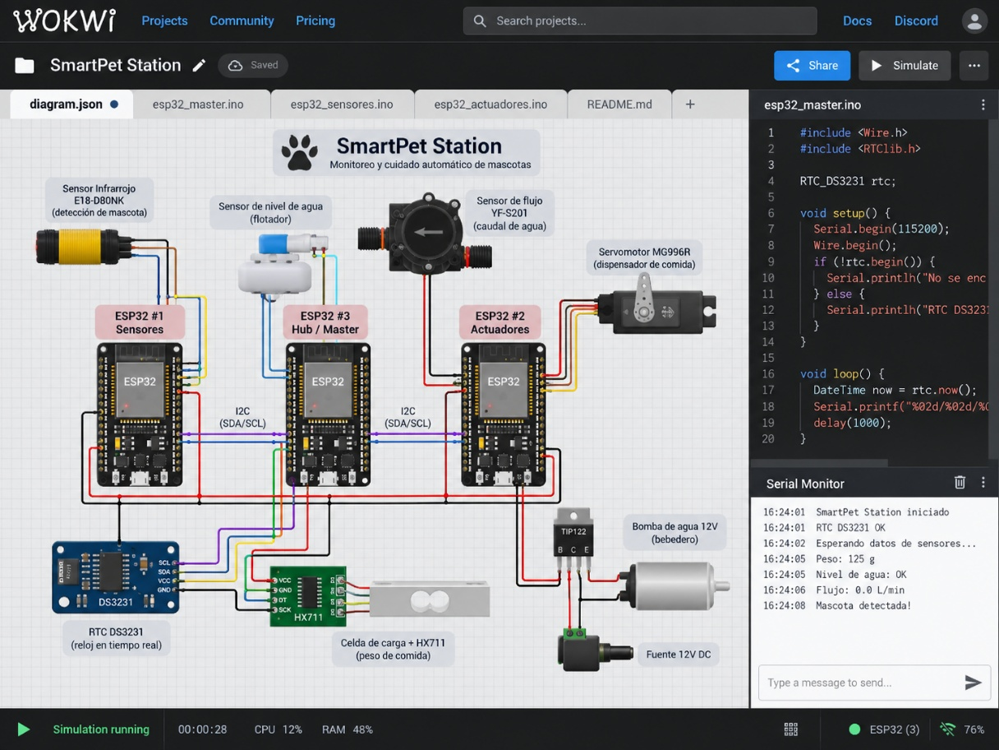 WOKWi
Projects
Community
Pricing
Search projects...
Docs
Discord
SmartPet Station
Saved
Share
Simulate
diagram.json
esp32_master.ino
esp32_sensores.ino
esp32_actuadores.ino
README.md
+
SmartPet Station
Monitoreo y cuidado automático de mascotas
Sensor Infrarrojo
E18-D80NK
(detección de mascota)
Sensor de nivel de agua
(flotador)
Sensor de flujo
YF-S201
(caudal de agua)
Servomotor MG996R
(dispensador de comida)
ESP32 #1
Sensores
ESP32 #3
Hub / Master
ESP32 #2
Actuadores
ESP32
ESP32
ESP32
I2C
(SDA/SCL)
I2C
(SDA/SCL)
TIP122
B C E
Bomba de agua 12V
(bebedero)
SCL
SDA
VCC
GND
DS3231
RTC DS3231
(reloj en tiempo real)
VCC
GND
DT
SCK
HX711
Celda de carga + HX711
(peso de comida)
Fuente 12V DC
esp32_master.ino
1 #include <Wire.h>
2 #include <RTClib.h>
3
4 RTC_DS3231 rtc;
5
6 void setup() {
7 Serial.begin(115200);
8 Wire.begin();
9 if (!rtc.begin()) {
10 Serial.printlh("No se enc
11 } else {
12 Serial.printlh("RTC DS3231
13 }
14 }
15
16 void loop() {
17 DateTime now = rtc.now();
18 Serial.printf("%02d/%02d/%0
19 delay(1000);
20 }
Serial Monitor
16:24:01 SmartPet Station iniciado
16:24:01 RTC DS3231 OK
16:24:02 Esperando datos de sensores...
16:24:05 Peso: 125 g
16:24:05 Nivel de agua: OK
16:24:06 Flujo: 0.0 L/min
16:24:08 Mascota detectada!
Type a message to send...
Simulation running
00:00:28
CPU 12%
RAM 48%
ESP32 (3)
76%